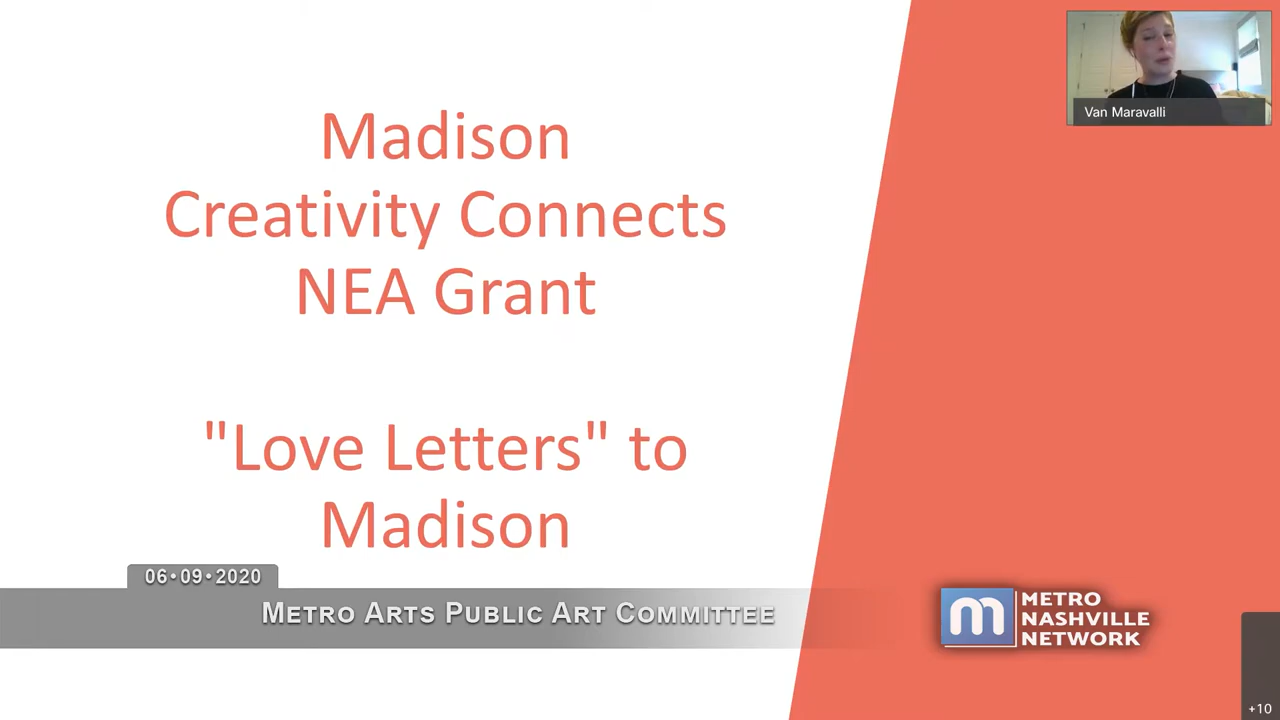 Madison
Creativity Connects
NEA Grant
"Love Letters" to
Madison
Van Maravalli
06•09•2020
METRO ARTS PUBLIC ART COMMITTEE
m
METRO
NASHVILLE
NETWORK
+10